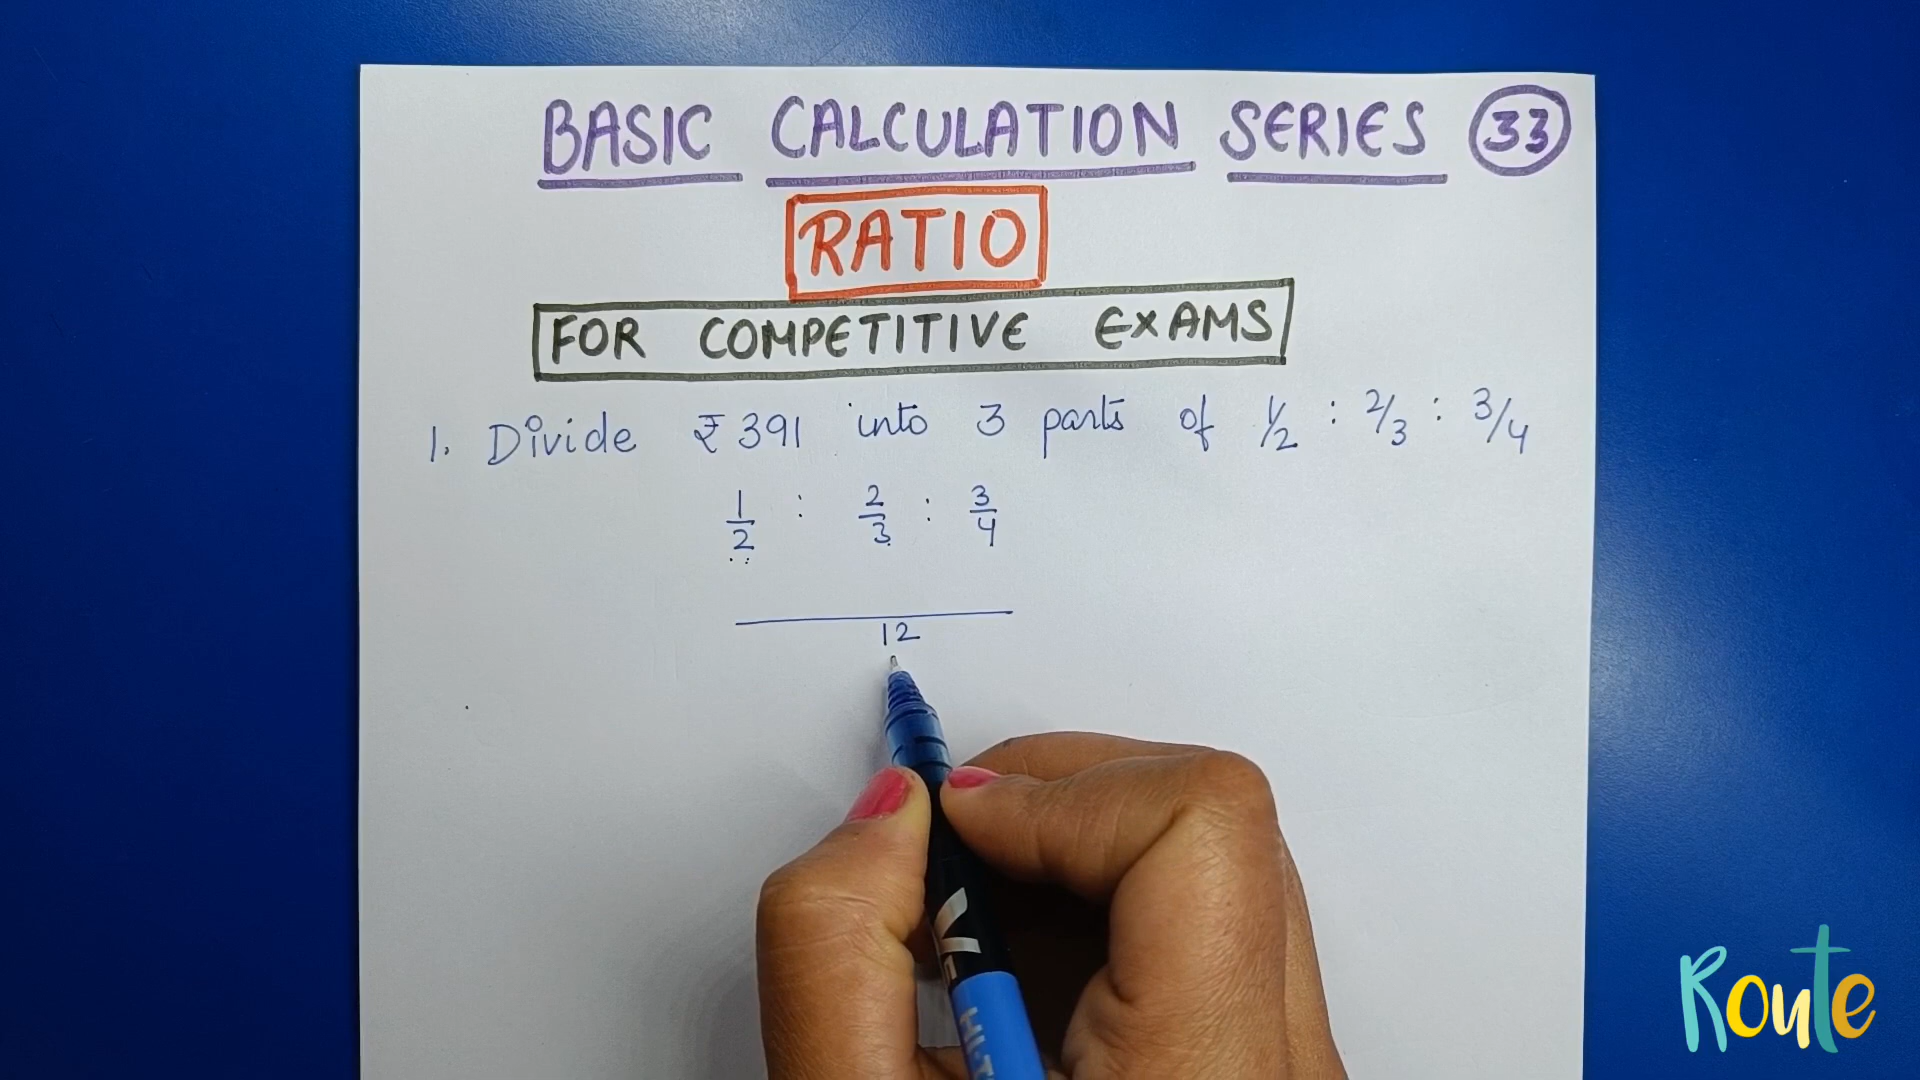 BASIC CALCULATION SERIES 33
RATIO
FOR COMPETITIVE EXAMS
1. Divide ₹391 into 3 parts of 1/2 : 2/3 : 3/4
1/2 : 2/3 : 3/4
12
HI-T
Route